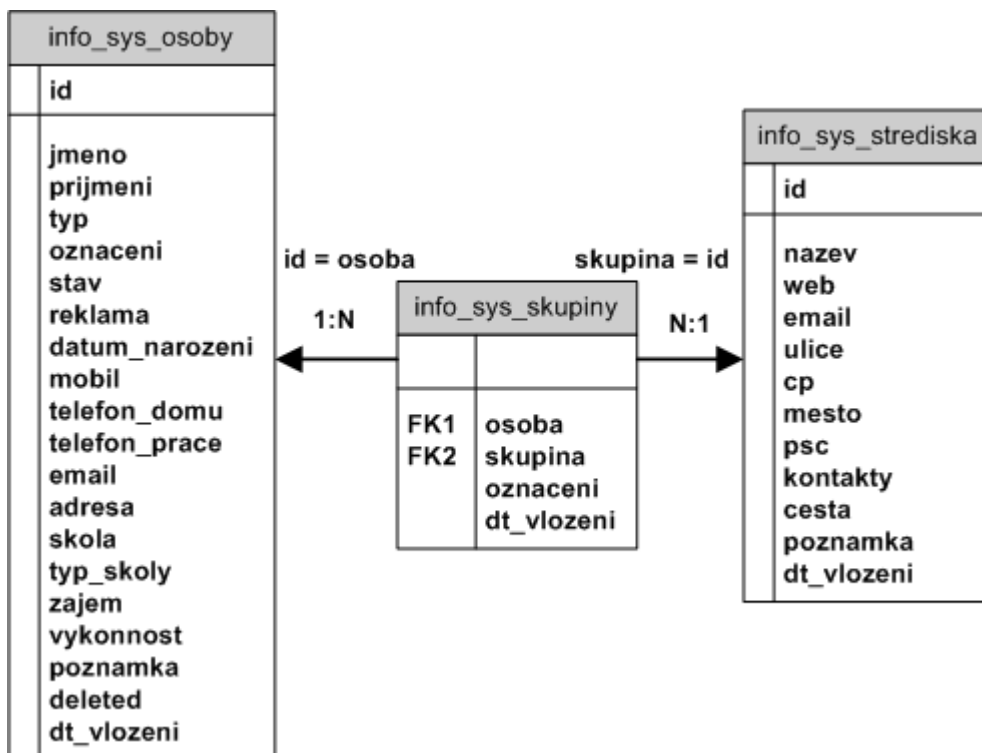 info_sys_osoby
id
jmeno
prijmeni
typ
oznaceni
stav
reklama
datum_narozeni
mobil
telefon_domu
telefon_prace
email
adresa
skola
typ_skoly
zajem
vykonnost
poznamka
deleted
dt_vlozeni
id = osoba
1:N
info_sys_skupiny
FK1 osoba
FK2 skupina
oznaceni
dt_vlozeni
skupina = id
N:1
info_sys_strediska
id
nazev
web
email
ulice
cp
mesto
psc
kontakty
cesta
poznamka
dt_vlozeni